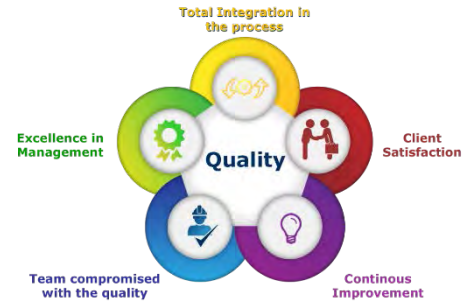 Total Integration in
the process
Excellence in
Management
Quality
Client
Satisfaction
Team compromised
with the quality
Continous
Improvement